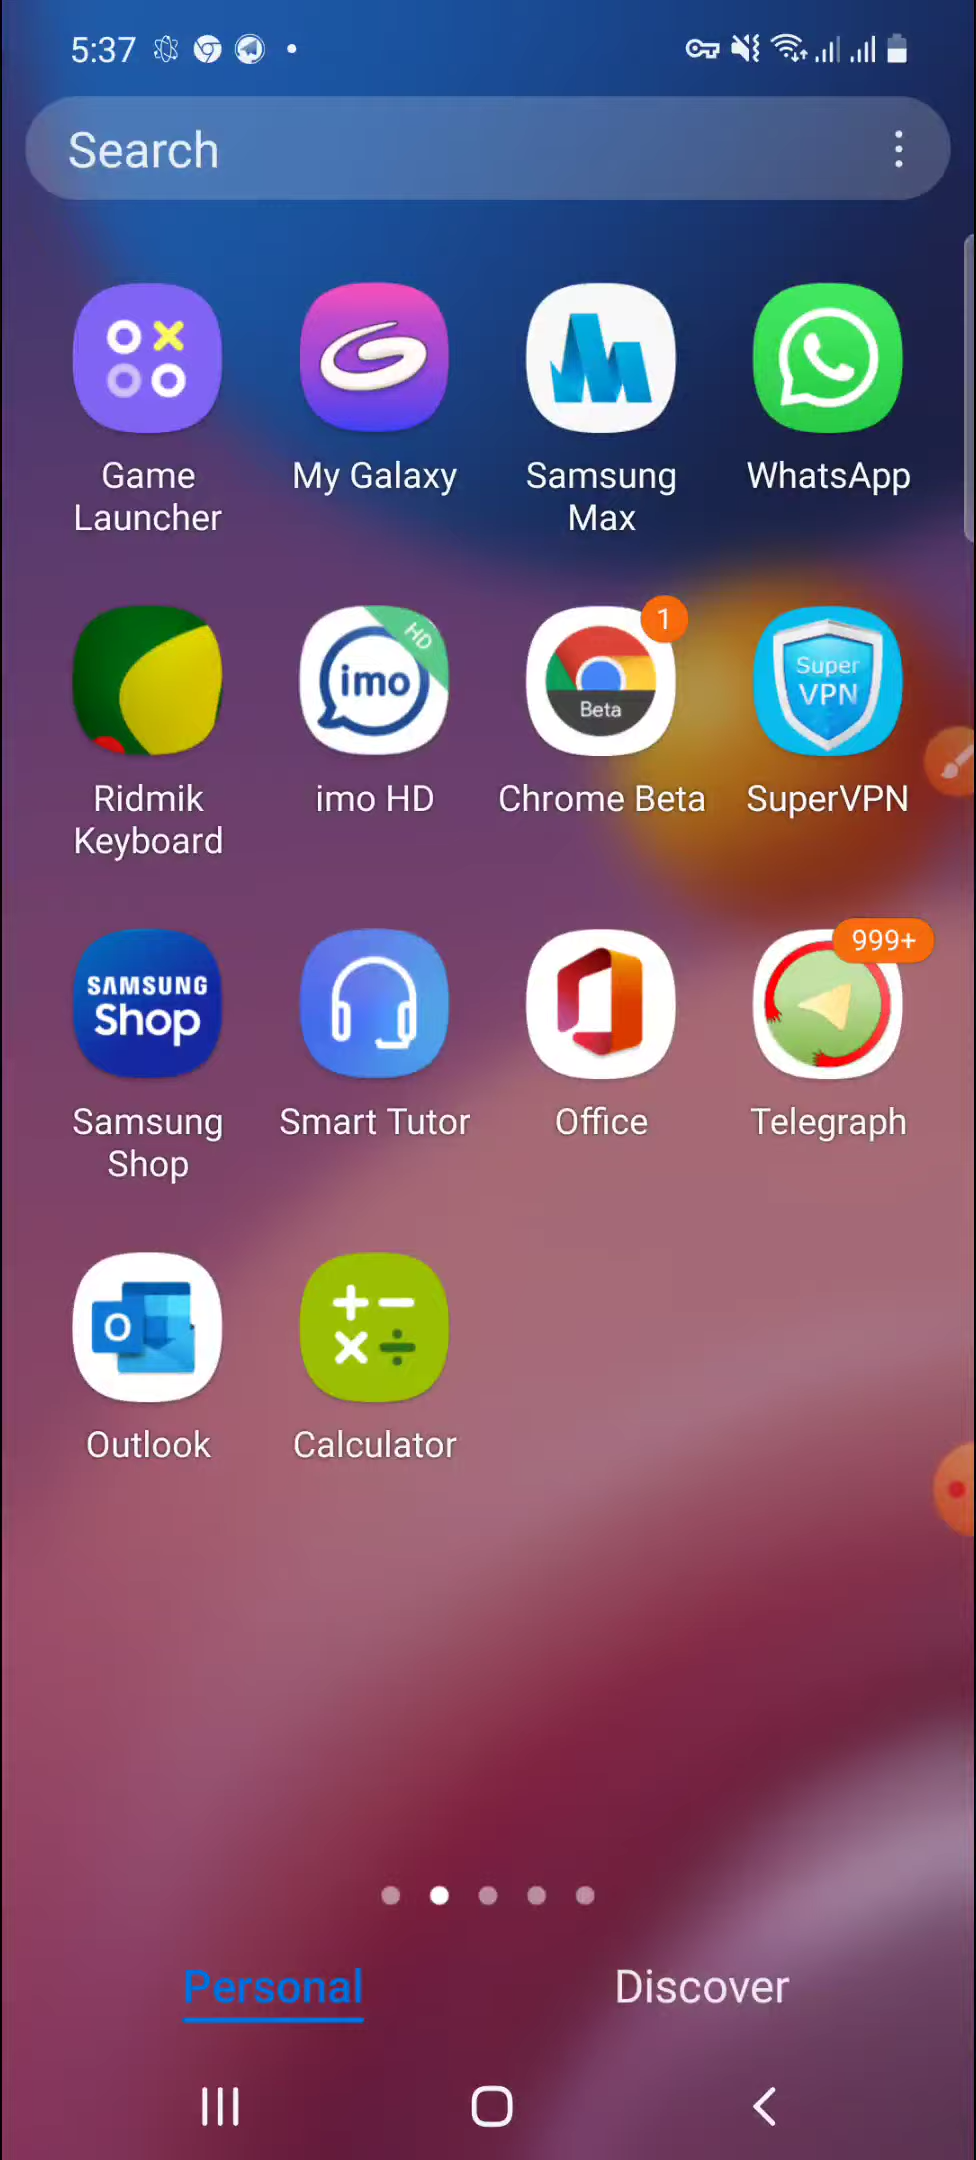 5:37
Search
Game
Launcher
My Galaxy
Samsung
Max
WhatsApp
HD
imo
1
Beta
Super
VPN
Ridmik
Keyboard
imo HD
Chrome Beta
SuperVPN
SAMSUNG
Shop
999+
Samsung
Shop
Smart Tutor
Office
Telegraph
O
Outlook
Calculator
Personal
Discover